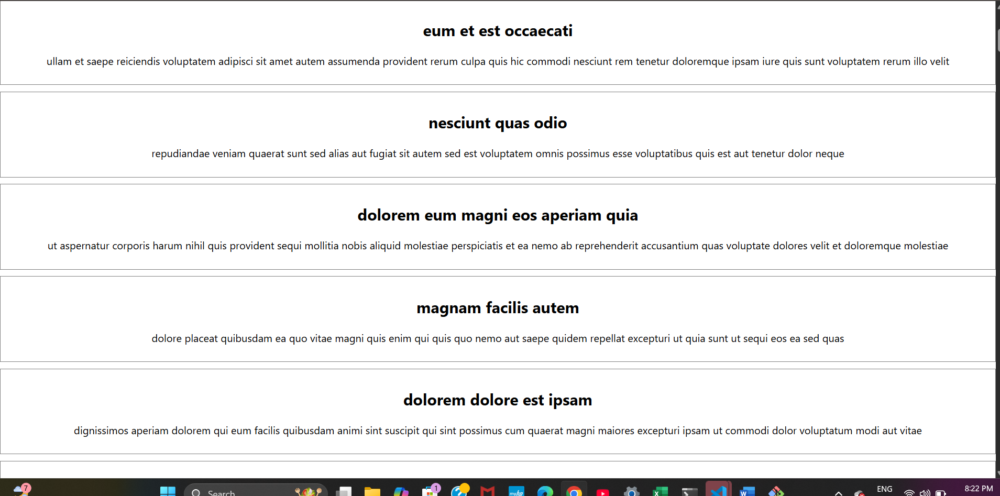 eum et est occaecati
ullam et saepe reiciendis voluptatem adipisci sit amet autem assumenda provident rerum culpa quis hic commodi nesciunt rem tenetur doloremque ipsam iure quis sunt voluptatem rerum illo velit
nesciunt quas odio
repudiandae veniam quaerat sunt sed alias aut fugiat sit autem sed est voluptatem omnis possimus esse voluptatibus quis est aut tenetur dolor neque
dolorem eum magni eos aperiam quia
ut aspernatur corporis harum nihil quis provident sequi mollitia nobis aliquid molestiae perspiciatis et ea nemo ab reprehenderit accusantium quas voluptate dolores velit et doloremque molestiae
magnam facilis autem
dolore placeat quibusdam ea quo vitae magni quis enim qui quis quo nemo aut saepe quidem repellat excepturi ut quia sunt ut sequi eos ea sed quas
dolorem dolore est ipsam
dignissimos aperiam dolorem qui eum facilis quibusdam animi sint suscipit qui sint possimus cum quaerat magni maiores excepturi ipsam ut commodi dolor voluptatum modi aut vitae
7 Search 1 myhp ENG 8:22 PM